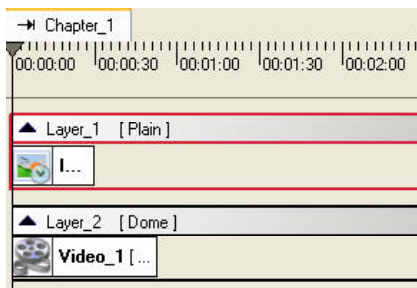 Chapter_1
00:00:00 00:00:30 00:01:00 00:01:30 00:02:00
Layer_1 [ Plain ]
I...
Layer_2 [ Dome ]
Video_1 [ ...